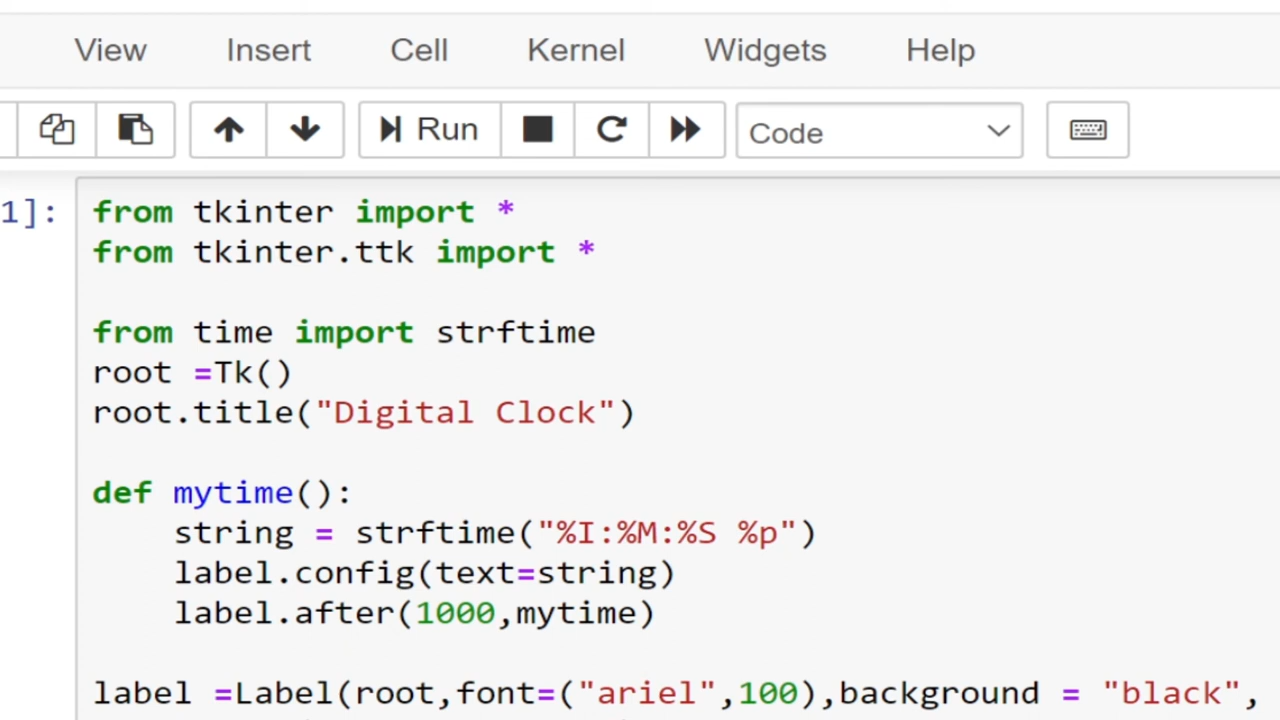 View Insert Cell Kernel Widgets Help
Run Code
1]: from tkinter import *
from tkinter.ttk import *
from time import strftime
root =Tk()
root.title("Digital Clock")
def mytime():
    string = strftime("%I:%M:%S %p")
    label.config(text=string)
    label.after(1000,mytime)
label =Label(root,font=("ariel",100),background = "black",